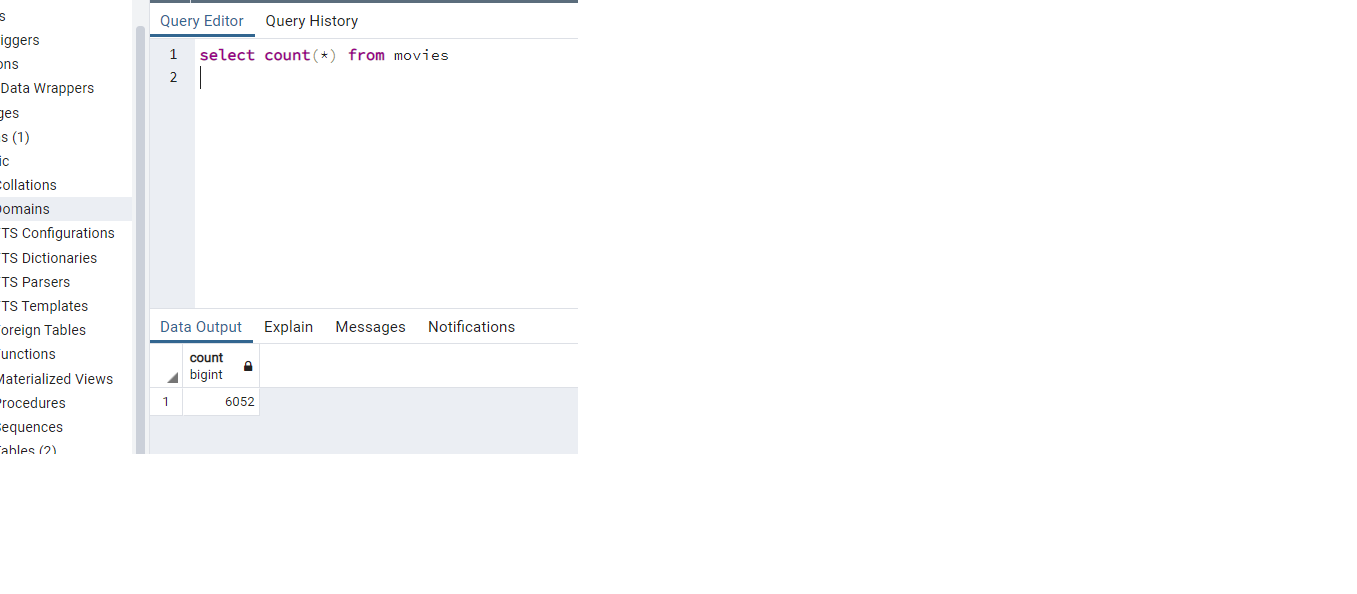 s
iggers
ons
Data Wrappers
ges
s (1)
ic
Collations
Domains
TS Configurations
TS Dictionaries
TS Parsers
TS Templates
oreign Tables
unctions
Materialized Views
Procedures
Sequences
Tables (2)
Query Editor Query History
1 select count(*) from movies
2
Data Output Explain Messages Notifications
count
bigint
1 6052